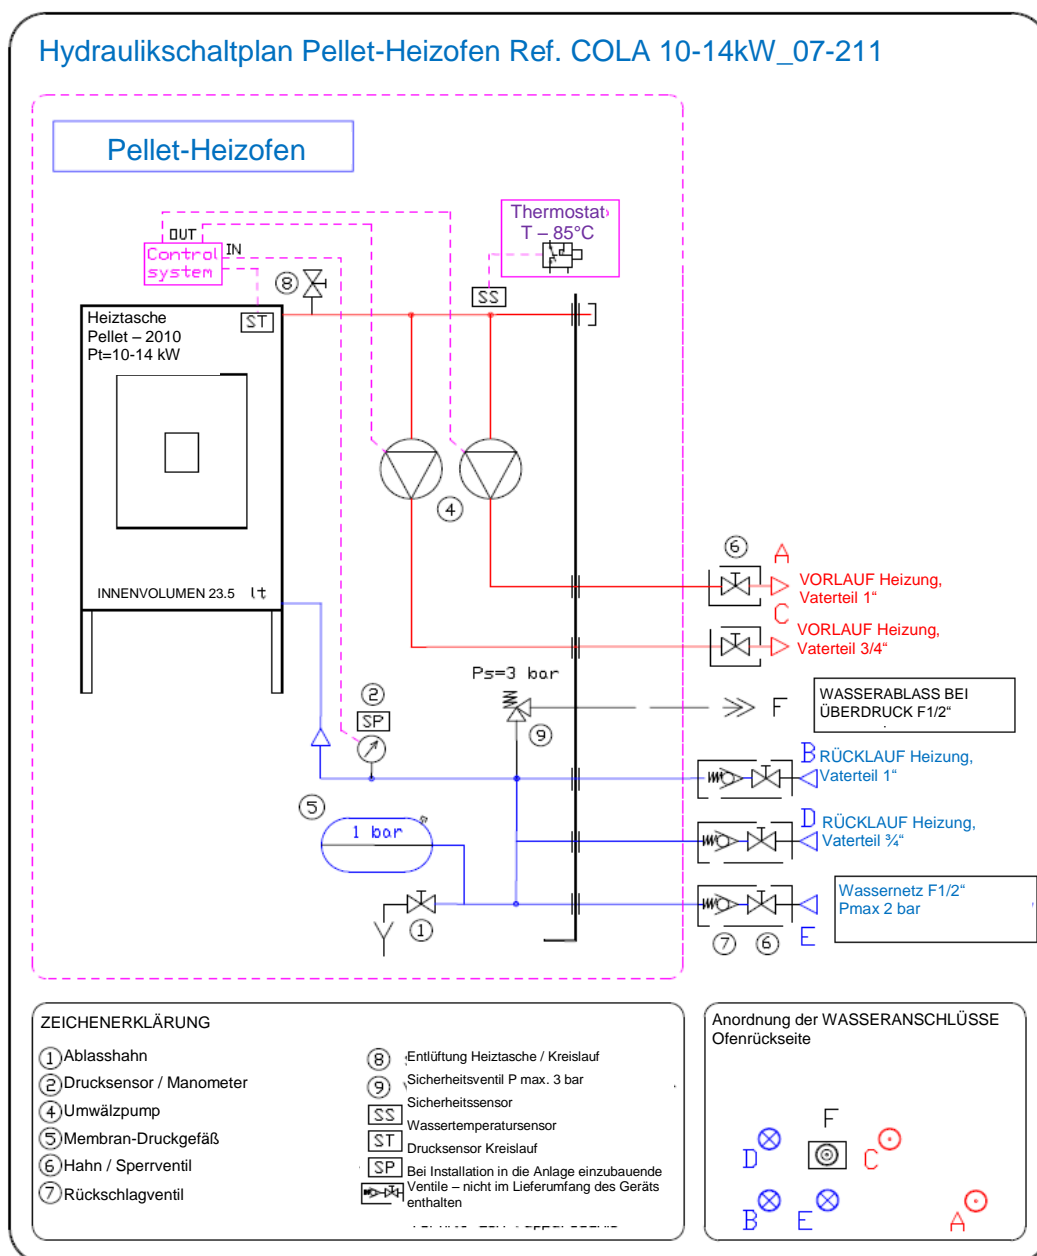 Hydraulikschaltplan Pellet-Heizofen Ref. COLA 10-14kW_07-211
Pellet-Heizofen
Thermostat
T – 85°C
OUT
IN
Control
system
8
SS
ST
Heiztasche
Pellet – 2010
Pt=10-14 kW
4
INNENVOLUMEN 23.5 lt
6
A
VORLAUF Heizung,
Vaterteil 1“
C
VORLAUF Heizung,
Vaterteil 3/4“
Ps=3 bar
2
SP
9
F
WASSERABLASS BEI
ÜBERDRUCK F1/2“
B
RÜCKLAUF Heizung,
Vaterteil 1“
5
1 bar
D
RÜCKLAUF Heizung,
Vaterteil ¾“
1
Wassernetz F1/2“
Pmax 2 bar
E
7
6
ZEICHENERKLÄRUNG
1 Ablasshahn
2 Drucksensor / Manometer
4 Umwälzpump
5 Membran-Druckgefäß
6 Hahn / Sperrventil
7 Rückschlagventil
8 Entlüftung Heiztasche / Kreislauf
9 Sicherheitsventil P max. 3 bar
SS Sicherheitssensor
ST Wassertemperatursensor
SP Drucksensor Kreislauf
Bei Installation in die Anlage einzubauende
Ventile – nicht im Lieferumfang des Geräts
enthalten
Anordnung der WASSERANSCHLÜSSE
Ofenrückseite
F
D
C
B
E
A